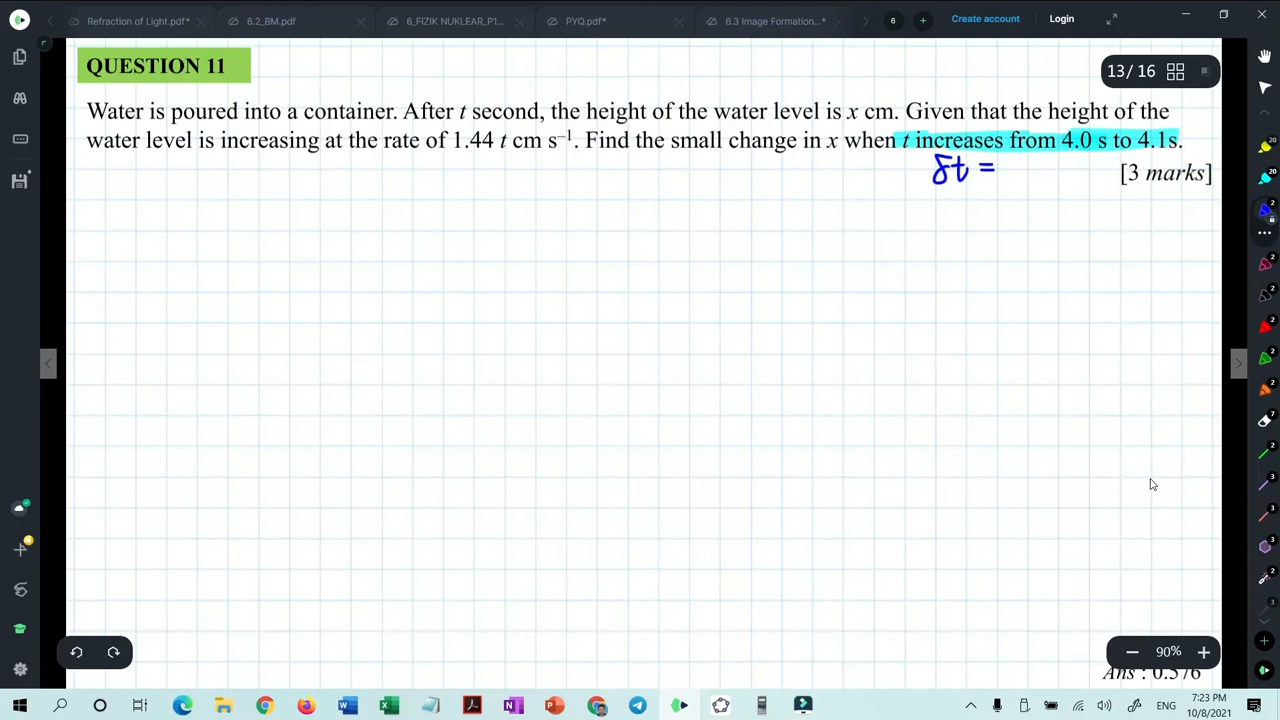 Refraction of Light.pdf*
6.2_BM.pdf
6_FIZIK NUKLEAR_P1...
PYQ.pdf*
6.3 Image Formation...*
6
Create account
Login
QUESTION 11
13/ 16
Water is poured into a container. After t second, the height of the water level is x cm. Given that the height of the
water level is increasing at the rate of 1.44 t cm s⁻¹. Find the small change in x when t increases from 4.0 s to 4.1s.
δt =
[3 marks]
90%
Ans : 0.576
7:23 PM
ENG
10/8/2021